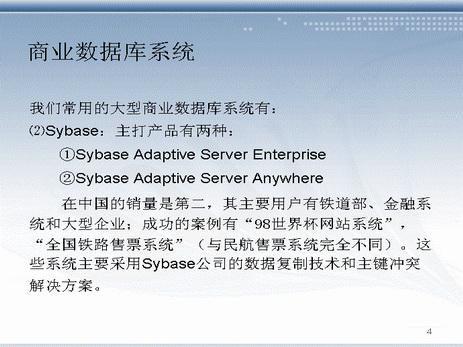 商业数据库系统
我们常用的大型商业数据库系统有：
⑵Sybase：主打产品有两种：
①Sybase Adaptive Server Enterprise
②Sybase Adaptive Server Anywhere
在中国的销量是第二，其主要用户有铁道部、金融系
统和大型企业；成功的案例有“98世界杯网站系统”，
“全国铁路售票系统”（与民航售票系统完全不同）。这
些系统主要采用Sybase公司的数据复制技术和主键冲突
解决方案。
4